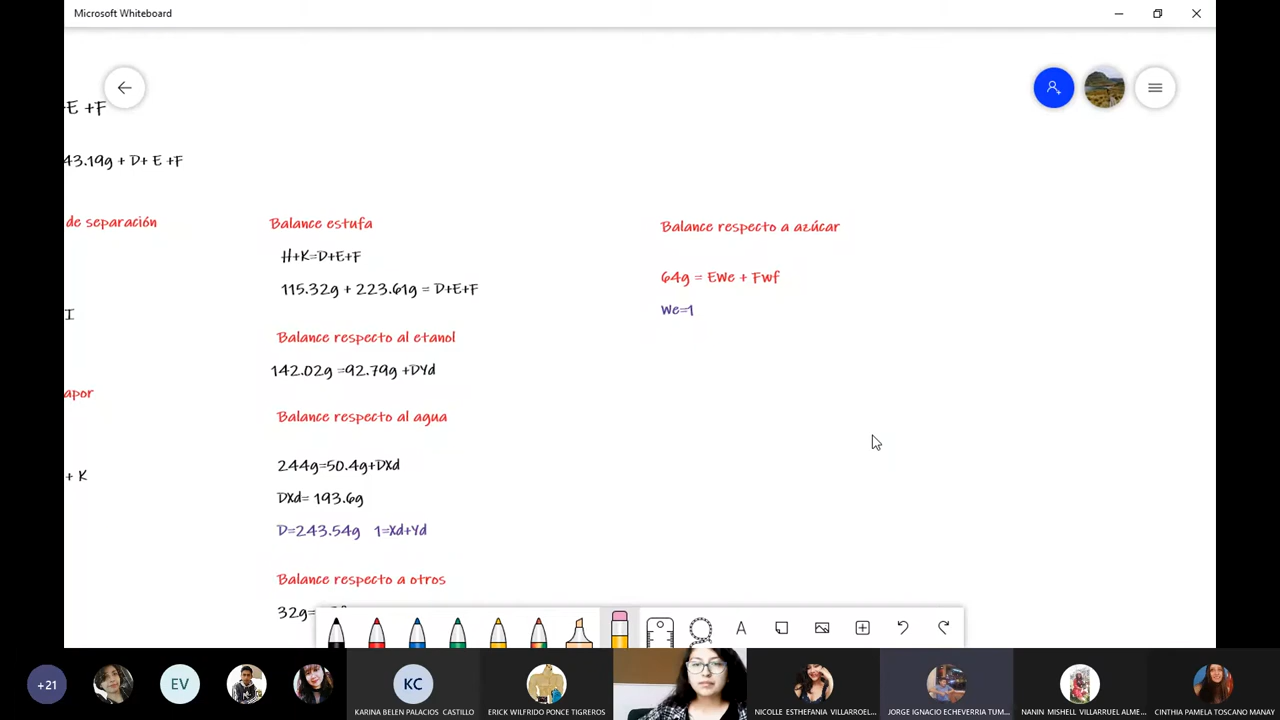 Microsoft Whiteboard
+E +F
43.19g + D+ E +F
de separación
I
apor
+ K
Balance estufa
H+K=D+E+F
115.32g + 223.61g = D+E+F
Balance respecto al etanol
142.02g =92.79g +DYd
Balance respecto al agua
244g=50.4g+DXd
DXd= 193.6g
D=243.54g 1=Xd+Yd
Balance respecto a otros
32g=
Balance respecto a azúcar
64g = EWe + Fwf
We=1
A
+21
EV
KC
KARINA BELEN PALACIOS CASTILLO
ERICK WILFRIDO PONCE TIGREROS
NICOLLE ESTHEFANIA VILLARROEL...
JORGE IGNACIO ECHEVERRIA TUM...
NANIN MISHELL VILLARRUEL ALME...
CINTHIA PAMELA TOSCANO MANAY